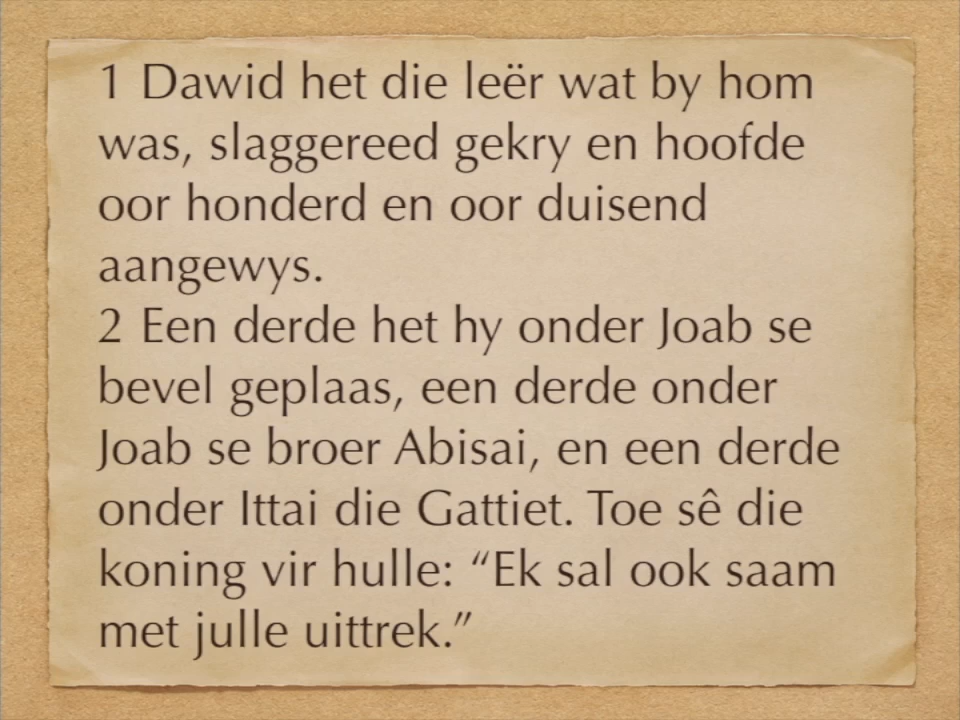 1 Dawid het die leër wat by hom
was, slaggereed gekry en hoofde
oor honderd en oor duisend
aangewys.
2 Een derde het hy onder Joab se
bevel geplaas, een derde onder
Joab se broer Abisai, en een derde
onder Ittai die Gattiet. Toe sê die
koning vir hulle: “Ek sal ook saam
met julle uittrek.”